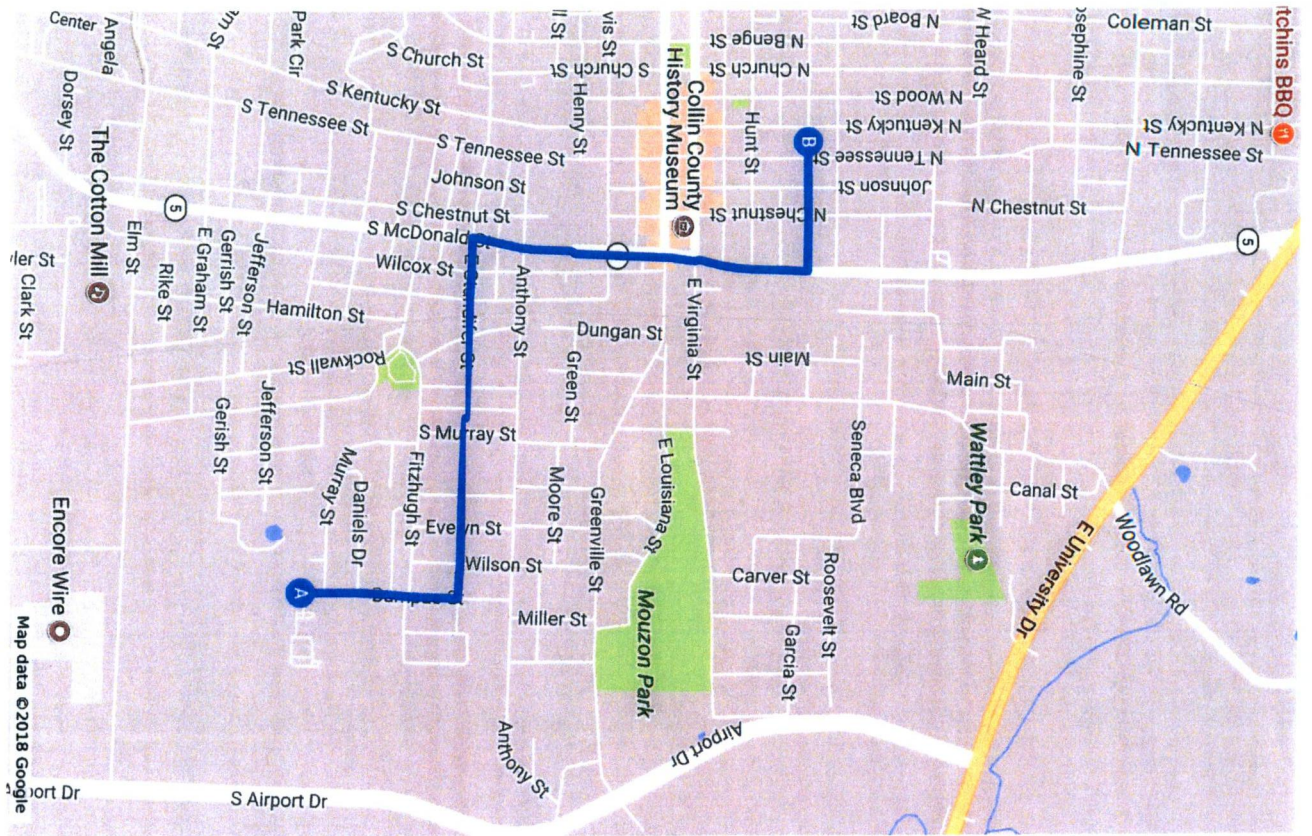 Center
Angela
Park Cir
S Church St
S Church St
Henry St
N Benge St
N Church St
N Board St
W Heard St
Coleman St
N Wood St
N Kentucky St
N Kentucky St
N Tennessee St
N Tennessee St
Dorsey St
S Tennessee St
S Kentucky St
S Tennessee St
Collin County
History Museum
Hunt St
B
Johnson St
Johnson St
The Cotton Mill
5
S Chestnut St
S McDonald St
N Chestnut St
N Chestnut St
5
Clark St
Elm St
Rike St
E Graham St
Gerrish St
Jefferson St
Wilcox St
Anthony St
E Virginia St
Hamilton St
Rockwall St
Dungan St
Green St
Main St
Main St
Gerish St
Jefferson St
S Murray St
Seneca Blvd
Wattley Park
Murray St
Daniels Dr
Fitzhugh St
Evelyn St
Moore St
Greenville St
E Louisiana St
Canal St
E University Dr
Woodlawn Rd
Encore Wire
A
Wilson St
Miller St
Mouzon Park
Carver St
Roosevelt St
Garcia St
Anthony St
Airport Dr
S Airport Dr
Map data ©2018 Google